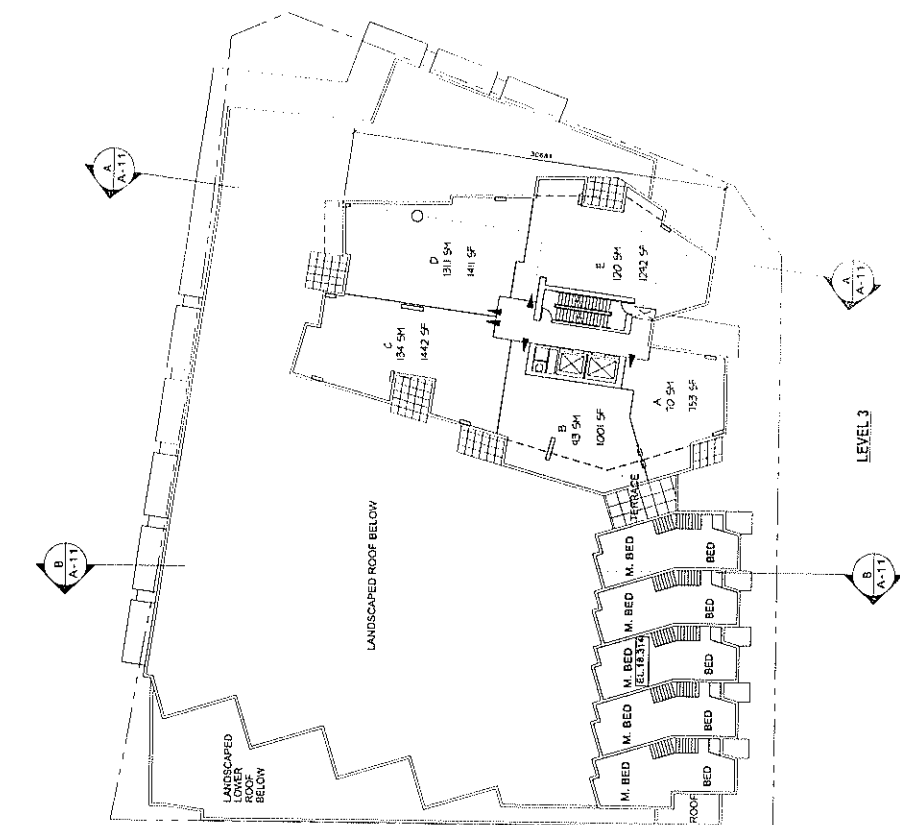 A
A-11
A
A-11
B
A-11
B
A-11
D
1411 SF
E
120 SM
1292 SF
C
134 SM
1442 SF
B
93 SM
1001 SF
A
70 SM
753 SF
TERRACE
LANDSCAPED ROOF BELOW
LANDSCAPED
LOWER
ROOF
BELOW
M. BED
BED
M. BED
BED
M. BED
EL.18.314
BED
M. BED
BED
M. BED
BED
ROOF
LEVEL 3